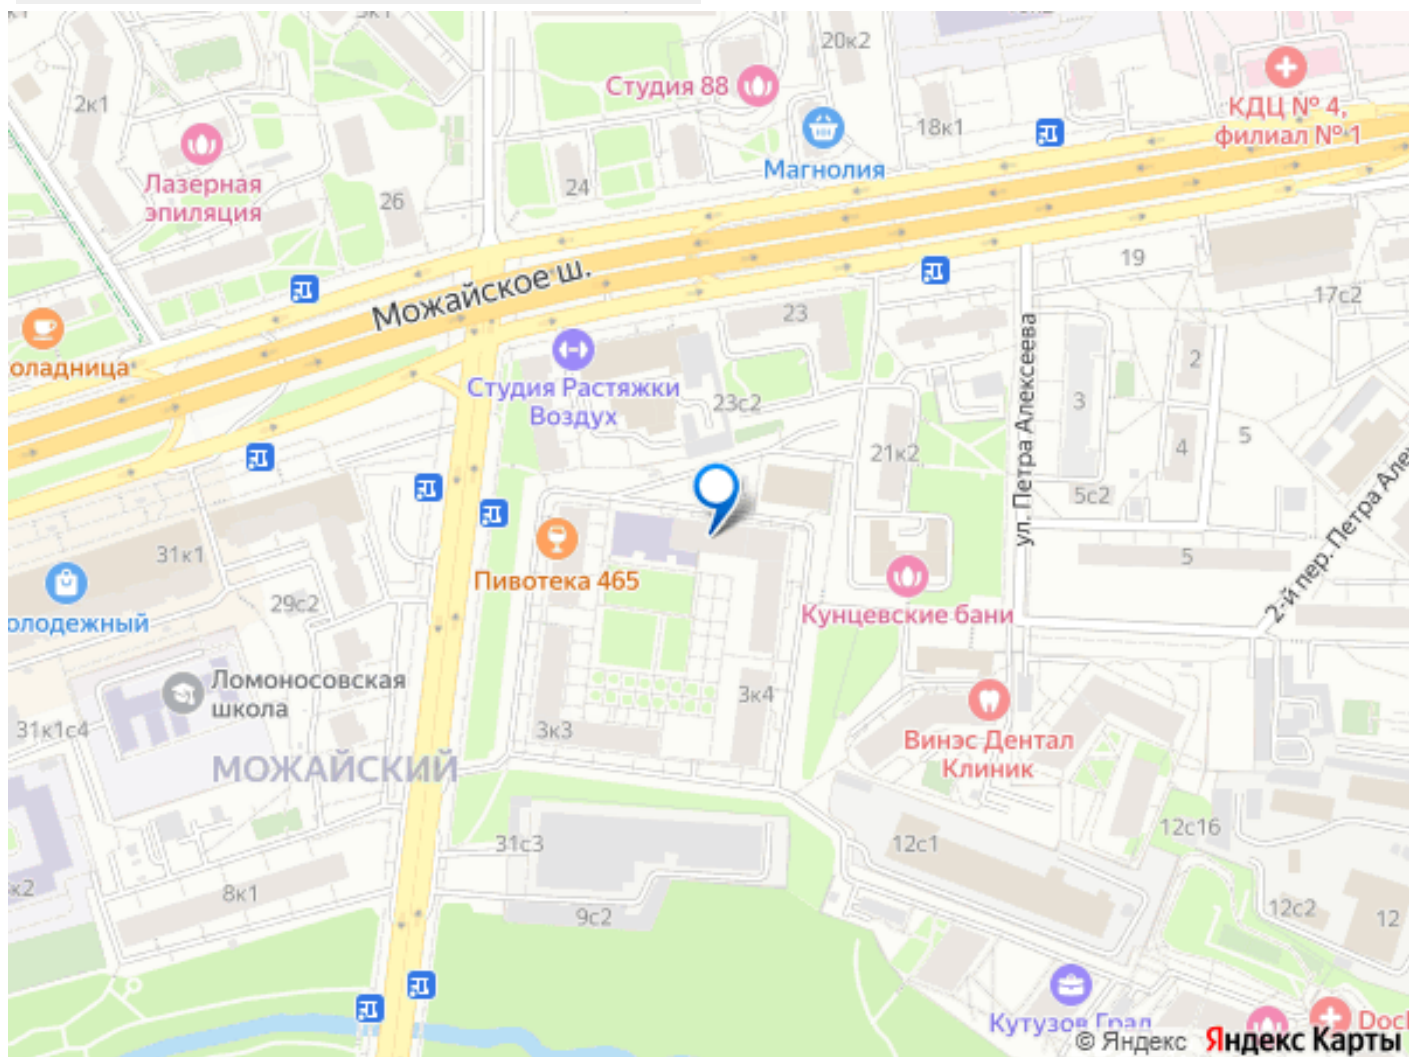 20к2
Студия 88
2к1
КДЦ № 4,
филиал № 1
18к1
Магнолия
Лазерная
эпиляция
24
26
19
Можайское ш.
17с2
23
оладница
2
Студия Растяжки
Воздух
23с2
3
ул. Петра Алексеева
5
4
21к2
5с2
2-й пер. Петра Але
31к1
5
Пивотека 465
29с2
Кунцевские бани
олодежный
Ломоносовская
школа
3к4
31к1с4
3к3
Винэс Дентал
Клиник
МОЖАЙСКИЙ
12с16
31с3
12с1
к2
8к1
9с2
12с2
12
Кутузов Град
Docl
© Яндекс Яндекс Карты